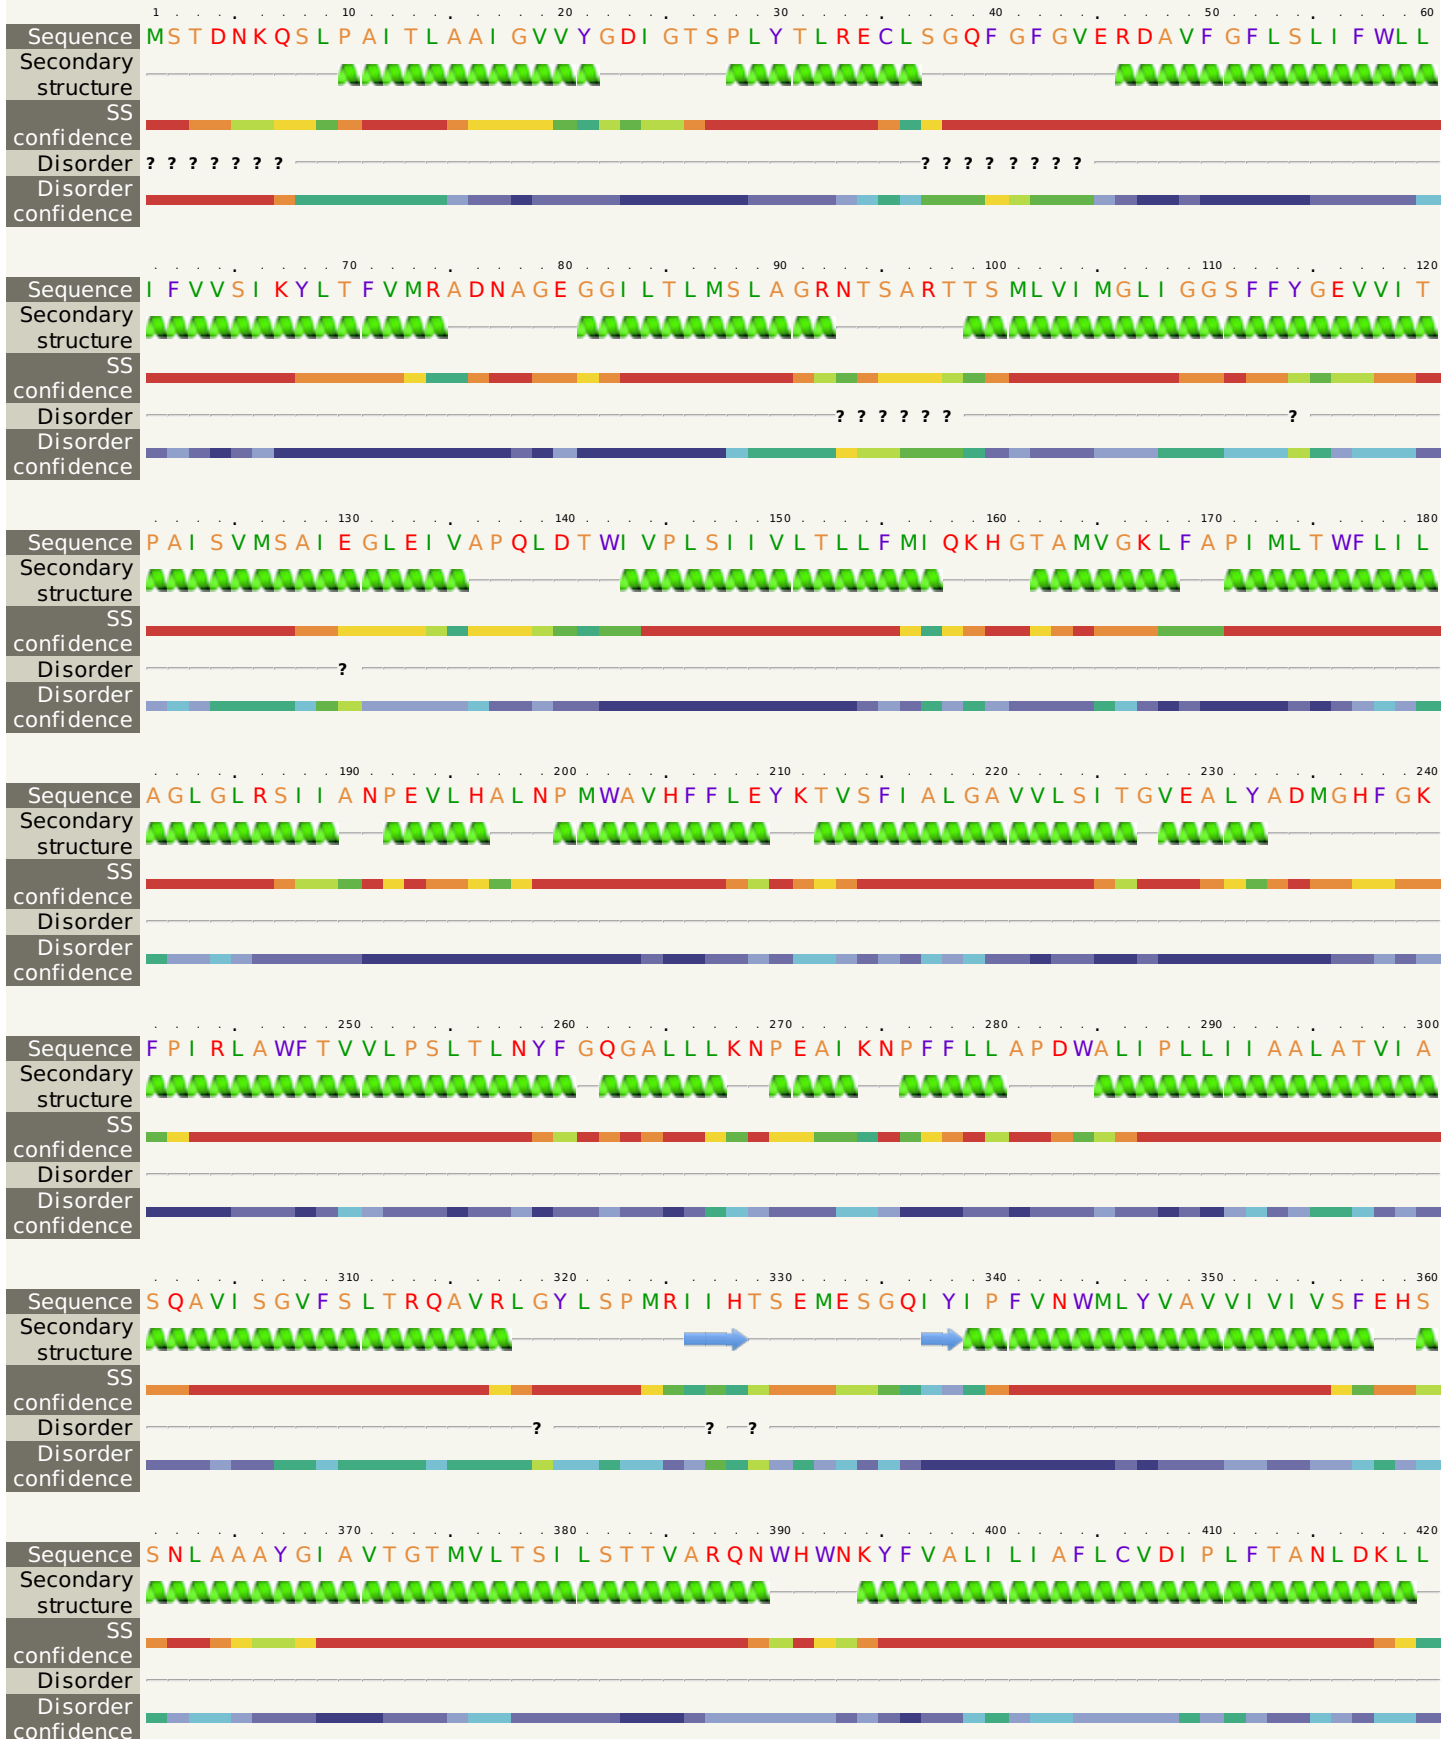 1 10 20 30 40 50 60
Sequence MSTDNKQSLPAITLAAIGVVYGDIGTSPLYTLRECLSGQFGFGVERDAVFGFLSLIFWLL
Secondary
structure
SS
confidence
Disorder ? ? ? ? ? ? ? ? ? ? ? ? ? ? ?
Disorder
confidence
70 80 90 100 110 120
Sequence IFVVSIKYLTFVMRADNAGEGGILTLMSLAGRNTSARTTSMLVIMGLIGGSFFYGEVVIT
Secondary
structure
SS
confidence
Disorder ? ? ? ? ? ? ?
Disorder
confidence
130 140 150 160 170 180
Sequence PAISVMSAIEGLEIVAPQLDTWIVPLSIIVLTLLFMIQKHGTAMVGKLFAPIMLTWFLIL
Secondary
structure
SS
confidence
Disorder ?
Disorder
confidence
190 200 210 220 230 240
Sequence AGLGLRSIIANPEVLHALNPMWAVHFFLEYKTVSFIALGAVVLSITGVEALYADMGHFGK
Secondary
structure
SS
confidence
Disorder
Disorder
confidence
250 260 270 280 290 300
Sequence FPIRLAWFTVVLPSLTLNYFGQGALLLKNPEAIKNPFFLLAPDWALIPLLIIAALATVIA
Secondary
structure
SS
confidence
Disorder
Disorder
confidence
310 320 330 340 350 360
Sequence SQAVISGVFSLTRQAVRLGYLSPMRIIHTSEMESGQIYIPFVNWMLYVAVVIVIVSFEHS
Secondary
structure
SS
confidence
Disorder ? ? ?
Disorder
confidence
370 380 390 400 410 420
Sequence SNLAAAYGIAVTGTMVLTSILSTTVARQNWHWNKYFVALILIAFLCVDIPLFTANLDKLL
Secondary
structure
SS
confidence
Disorder
Disorder
confidence